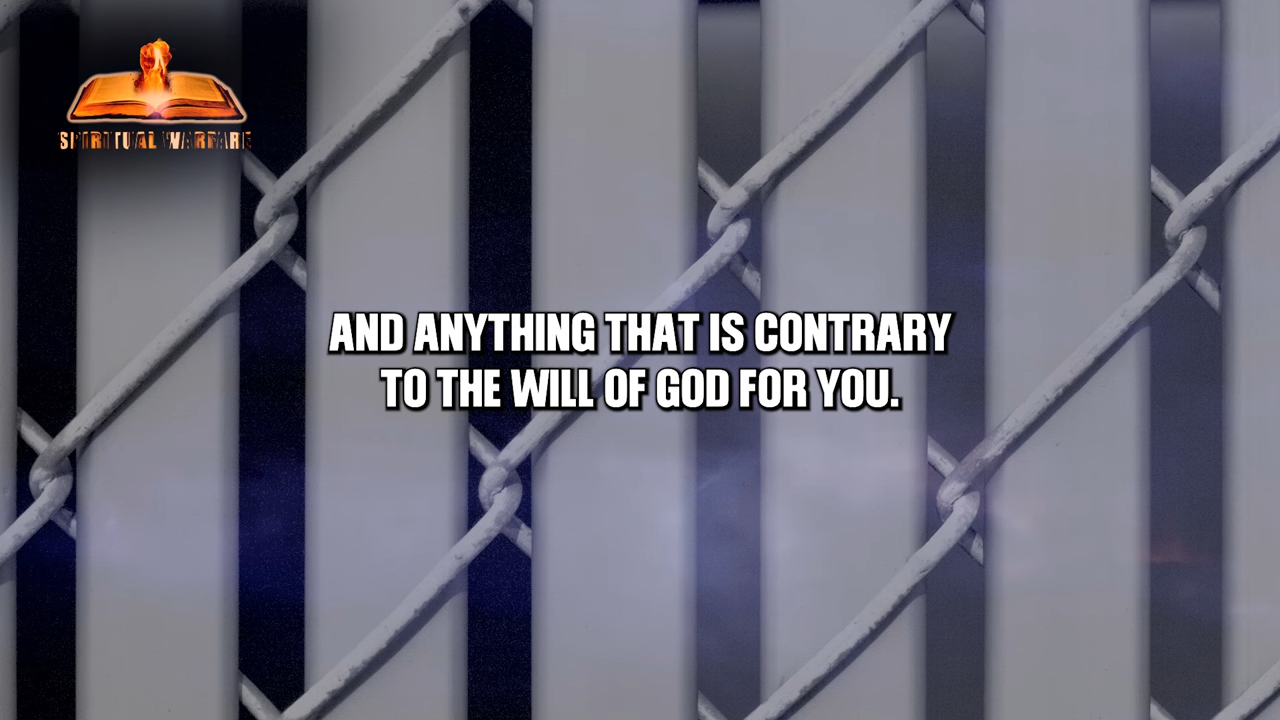 SPIRITUAL WARFARE
AND ANYTHING THAT IS CONTRARY
TO THE WILL OF GOD FOR YOU.